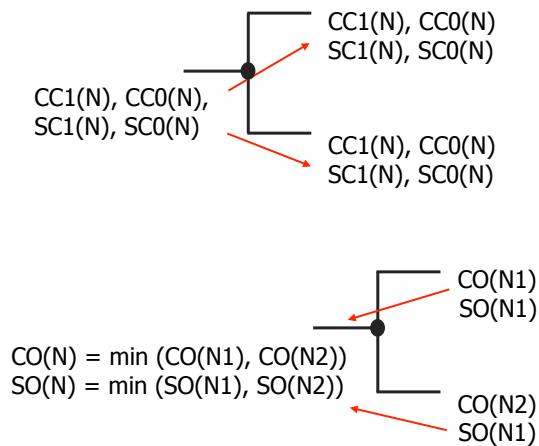 CC1(N), CC0(N)
SC1(N), SC0(N)
CC1(N), CC0(N),
SC1(N), SC0(N)
CC1(N), CC0(N)
SC1(N), SC0(N)
CO(N1)
SO(N1)
CO(N) = min (CO(N1), CO(N2))
SO(N) = min (SO(N1), SO(N2))
CO(N2)
SO(N1)